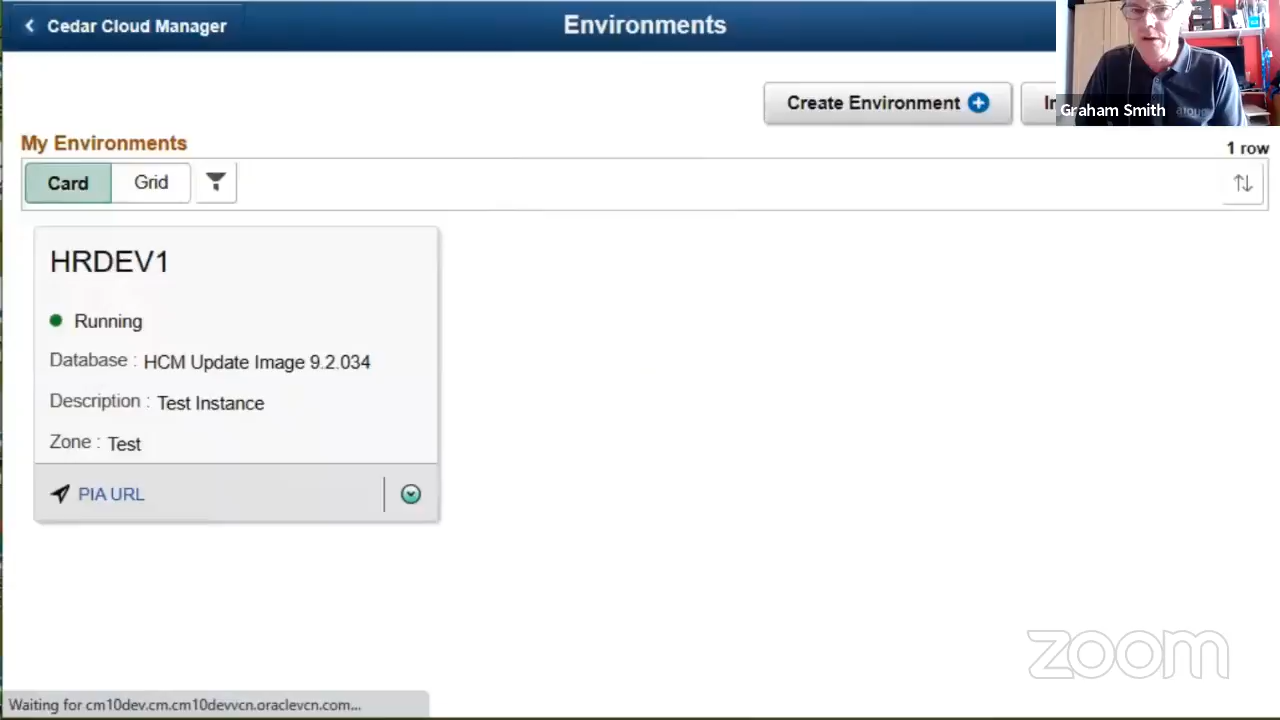 Cedar Cloud Manager
Environments
Create Environment
Graham Smith
My Environments
1 row
Card
Grid
HRDEV1
Running
Database : HCM Update Image 9.2.034
Description : Test Instance
Zone : Test
PIA URL
zoom
Waiting for cm10dev.cm.cm10devvcn.oraclevcn.com...